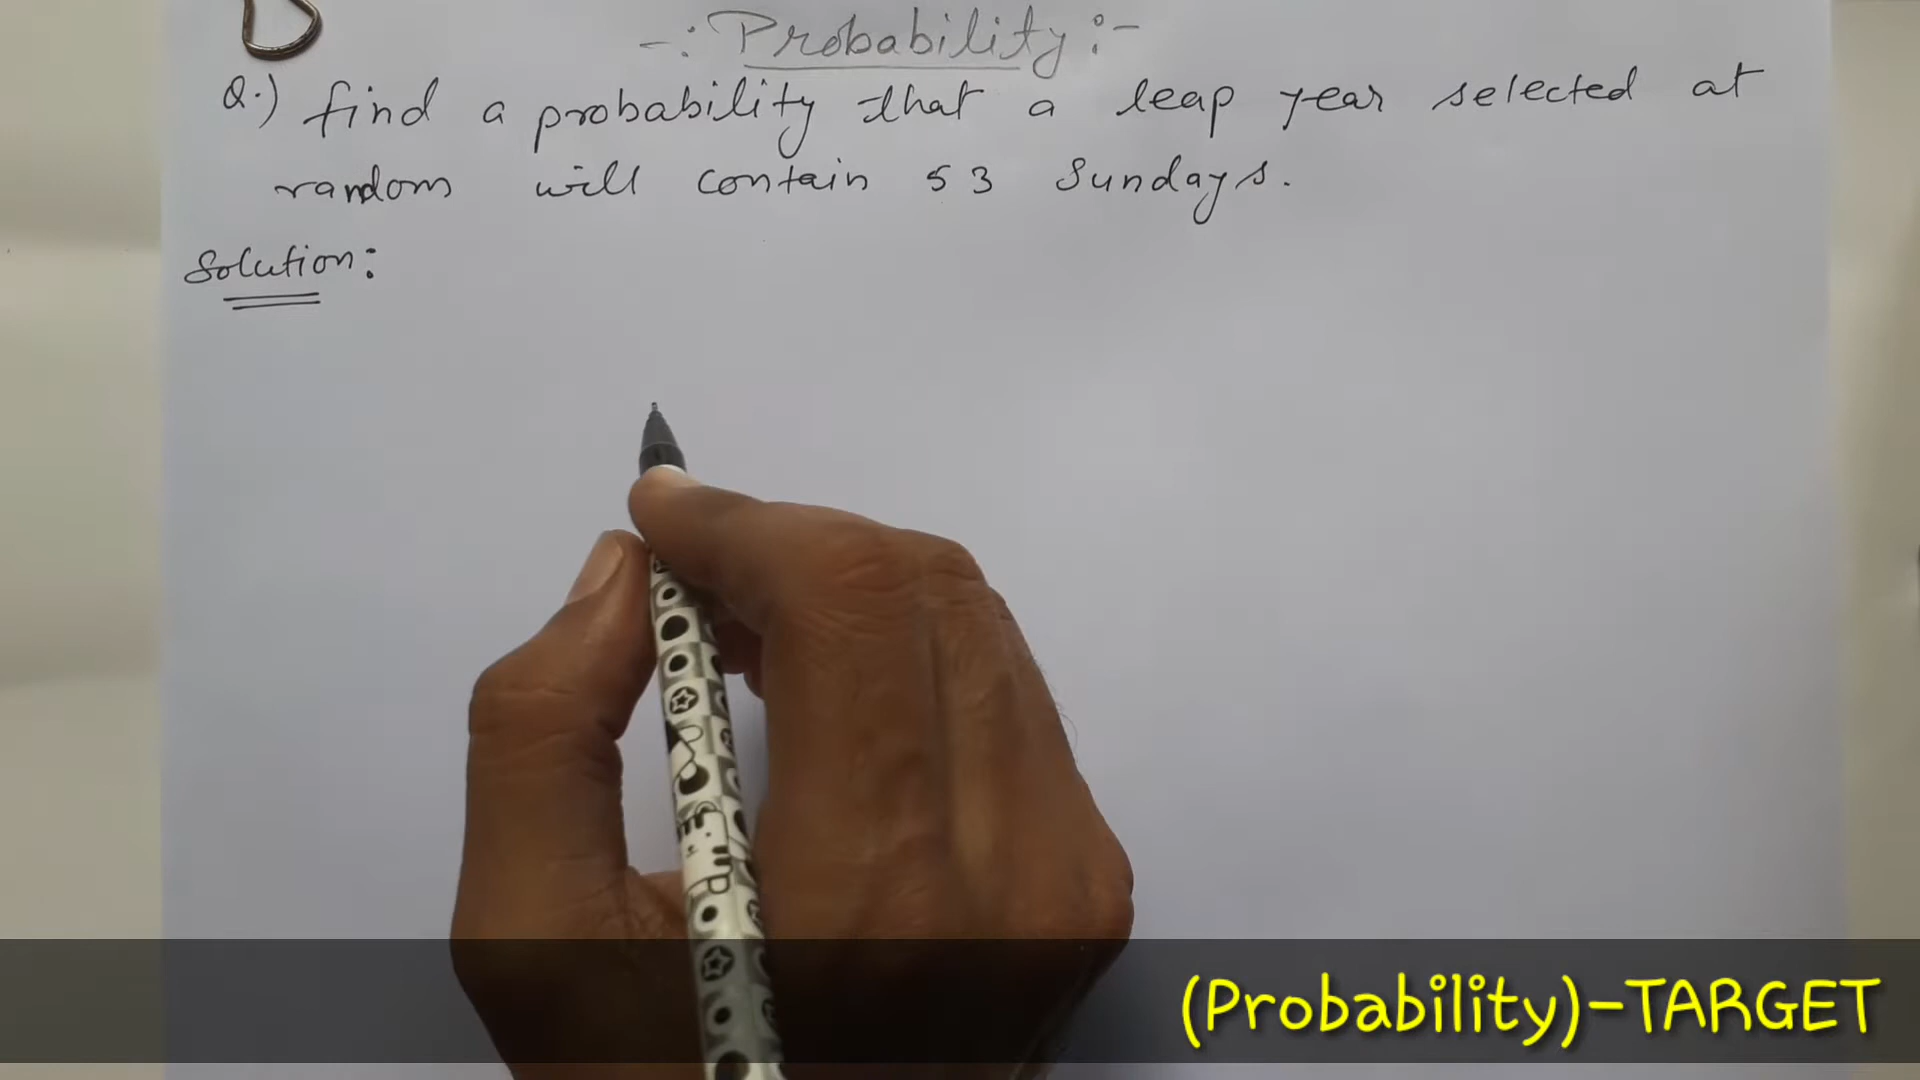 -: Probability :-
Q.) find a probability that a leap year selected at
random will contain 53 Sundays.
Solution:
(Probability)-TARGET